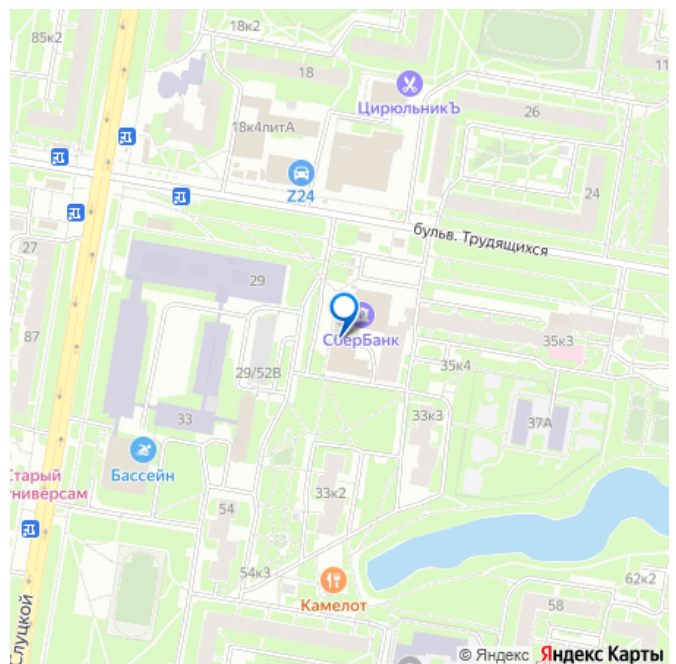 85к2
18к2
18
11
ЦирюльникЪ
26
18к4литА
Z24
24
бульв. Трудящихся
27
29
87
СберБанк
35к3
29/52В
35к4
33
33к3
37А
Бассейн
Старый
ниверсам
33к2
54
54к3
62к2
Камелот
58
Слуцкой
© Яндекс Яндекс Карты